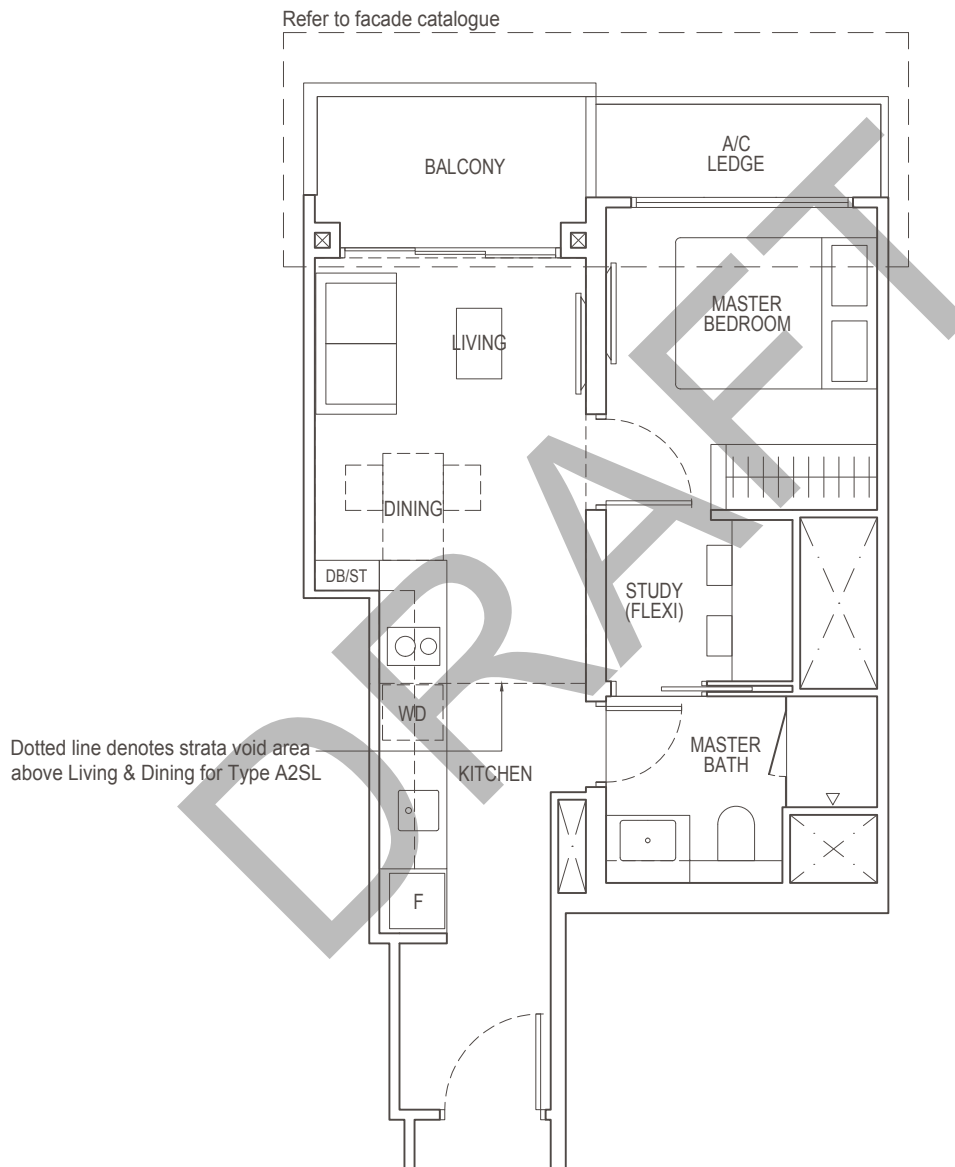 Refer to facade catalogue
BALCONY
A/C
LEDGE
MASTER
BEDROOM
LIVING
DINING
DB/ST
STUDY
(FLEXI)
WD
MASTER
BATH
Dotted line denotes strata void area
above Living & Dining for Type A2SL
KITCHEN
F
DRAFT